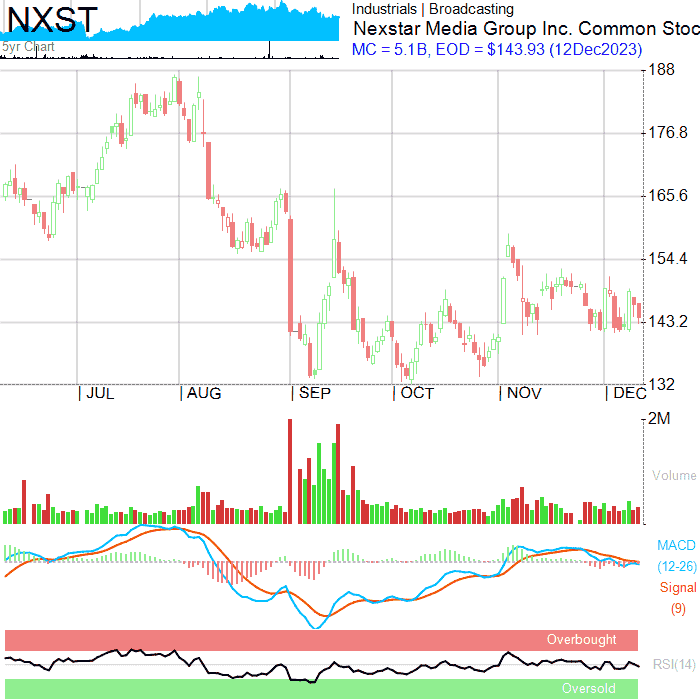 NXST
5yr Chart
Industrials | Broadcasting
Nexstar Media Group Inc. Common Stoc
MC = 5.1B, EOD = $143.93 (12Dec2023)
188
176.8
165.6
154.4
143.2
132
| JUL | AUG | SEP | OCT | NOV | DEC
2M
Volume
MACD
(12-26)
Signal
(9)
Overbought
RSI(14)
Oversold